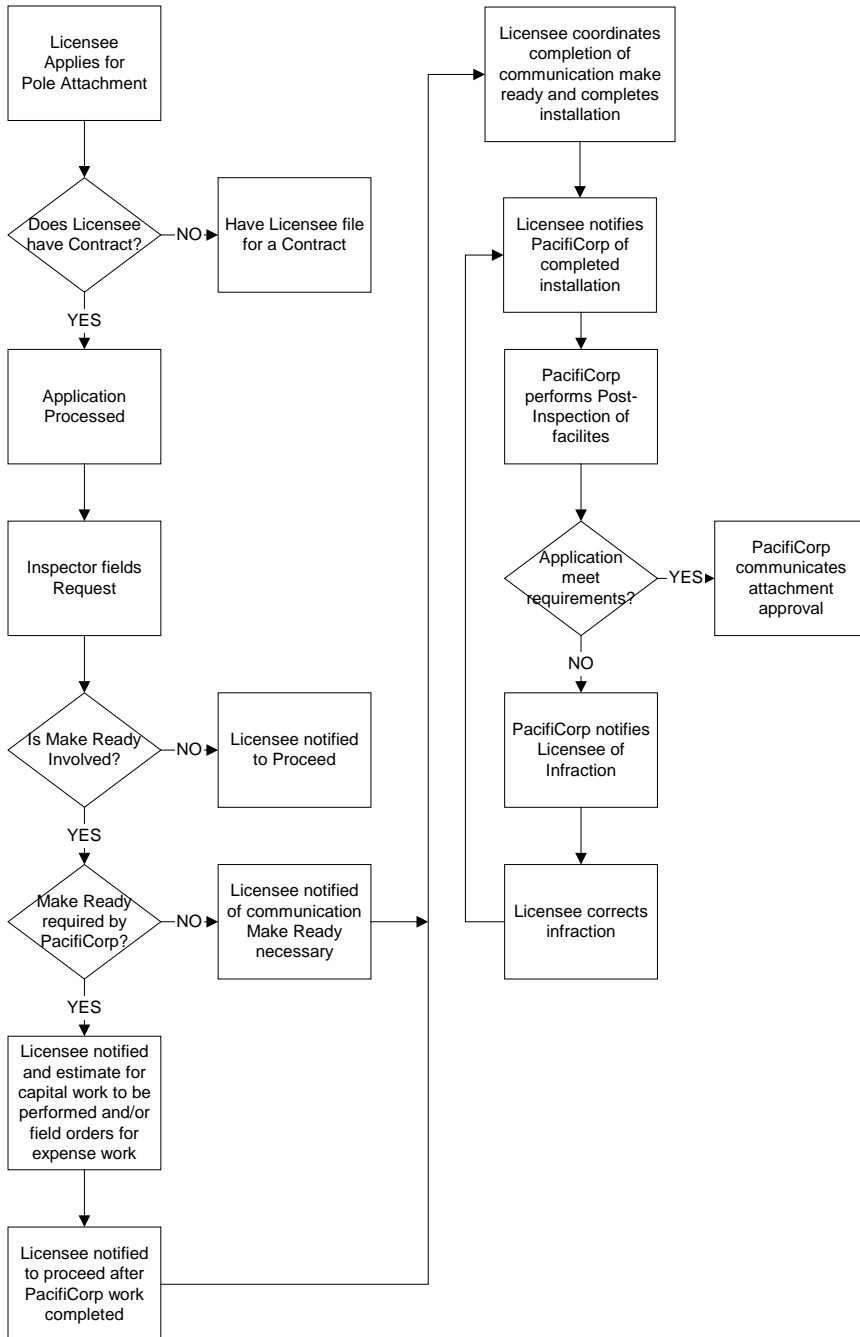 Licensee
Applies for
Pole Attachment
Does Licensee
have Contract?
NO
Have Licensee file
for a Contract
YES
Application
Processed
Inspector fields
Request
Is Make Ready
Involved?
NO
Licensee notified
to Proceed
YES
Make Ready
required by
PacifiCorp?
NO
Licensee notified
of communication
Make Ready
necessary
YES
Licensee notified
and estimate for
capital work to be
performed and/or
field orders for
expense work
Licensee notified
to proceed after
PacifiCorp work
completed
Licensee coordinates
completion of
communication make
ready and completes
installation
Licensee notifies
PacifiCorp of
completed
installation
PacifiCorp
performs Post-
Inspection of
facilites
Application
meet
requirements?
YES
PacifiCorp
communicates
attachment
approval
NO
PacifiCorp notifies
Licensee of
Infraction
Licensee corrects
infraction